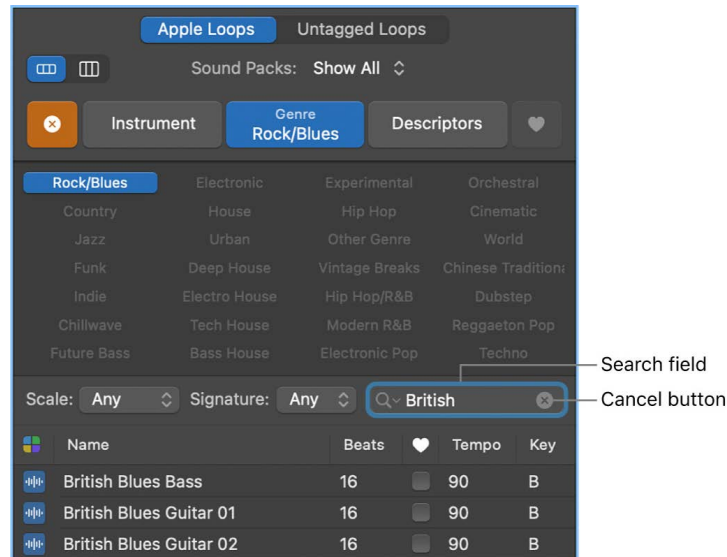 Apple Loops Untagged Loops
Sound Packs: Show All
Instrument Genre Rock/Blues Descriptors
Rock/Blues Electronic Experimental Orchestral
Country House Hip Hop Cinematic
Jazz Urban Other Genre World
Funk Deep House Vintage Breaks Chinese Traditiona
Indie Electro House Hip Hop/R&B Dubstep
Chillwave Tech House Modern R&B Reggaeton Pop
Future Bass Bass House Electronic Pop Techno
Search field
Scale: Any Signature: Any British Cancel button
Name Beats Tempo Key
British Blues Bass 16 90 B
British Blues Guitar 01 16 90 B
British Blues Guitar 02 16 90 B